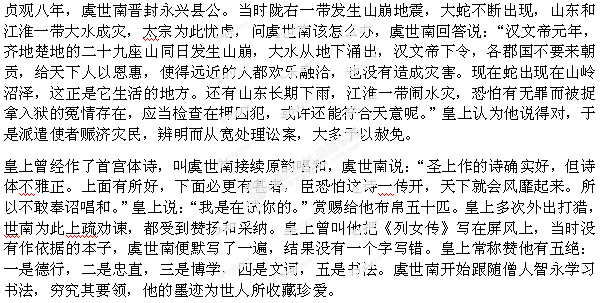 贞观八年，虞世南晋封永兴县公。当时陇右一带发生山崩地震，大蛇不断出现，山东和
江淮一带大水成灾，太宗为此忧虑，问虞世南该怎么办，虞世南回答说：“汉文帝元年，
齐地楚地的二十九座山同日发生山崩，大水从地下涌出，汉文帝下令，各郡国不要来朝
贡，给天下人以恩惠，使得远近的人都欢乐融洽，也没有造成灾害。现在蛇出现在山岭
沼泽，这正是它生活的地方。还有山东长期下雨，江淮一带闹水灾，恐怕有无罪而被捉
拿入狱的冤情存在，应当检查在押囚犯，或许还能符合天意呢。”皇上认为他说得对，于
是派遣使者赈济灾民，辨明而从宽处理讼案，大多予以赦免。
皇上曾经作了首宫体诗，叫虞世南接续原韵唱和，虞世南说：“圣上作的诗确实好，但诗
体不雅正。上面有所好，下面必更有甚者，臣恐怕这诗一传开，天下就会风靡起来。所
以不敢奉诏唱和。”皇上说：“我是在试你的。”赏赐给他布帛五十匹。皇上多次外出打猎，
世南为此上疏劝谏，都受到赞扬和采纳。皇上曾叫他把《列女传》写在屏风上，当时没
有作依据的本子，虞世南便默写了一遍，结果没有一个字写错。皇上常称赞他有五绝：
一是德行，二是忠直，三是博学，四是文词，五是书法。虞世南开始跟随僧人智永学习
书法，穷究其要领，他的墨迹为世人所收藏珍爱。